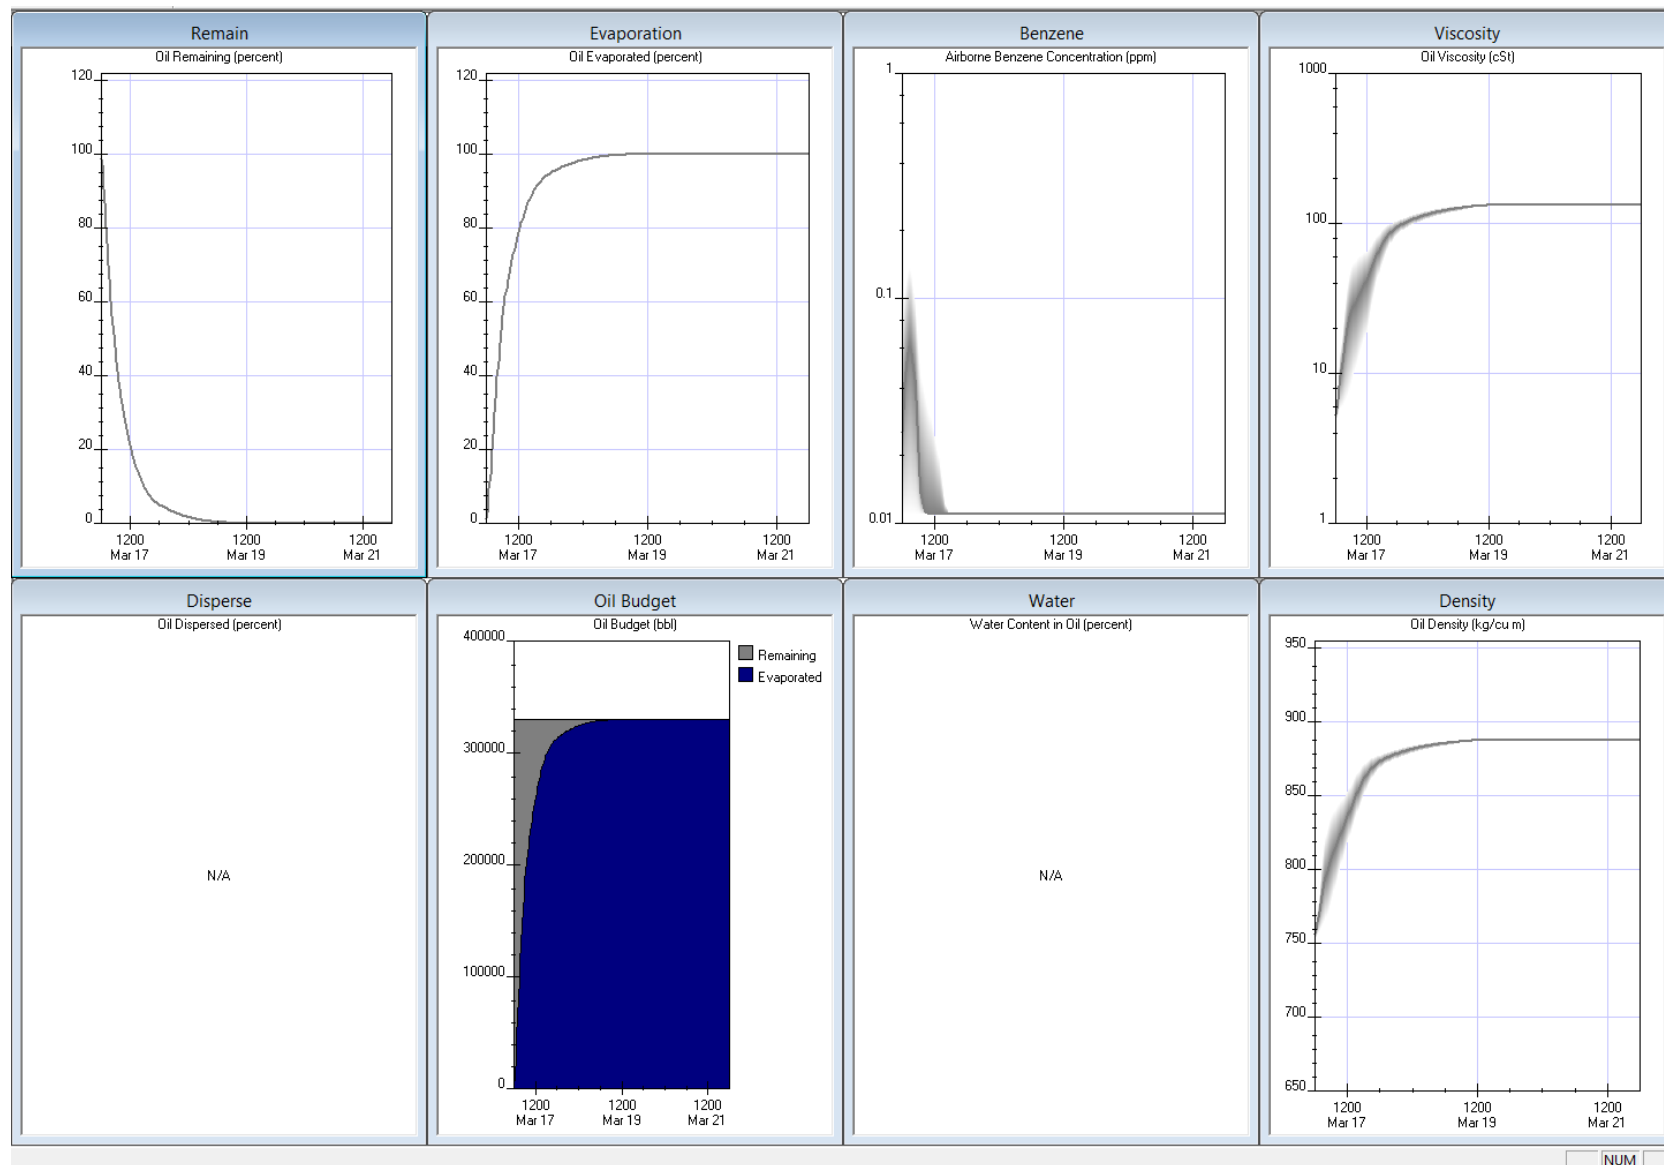 Remain
Oil Remaining (percent)
120
100
80
60
40
20
0
1200 1200 1200
Mar 17 Mar 19 Mar 21
Evaporation
Oil Evaporated (percent)
120
100
80
60
40
20
0
1200 1200 1200
Mar 17 Mar 19 Mar 21
Benzene
Airborne Benzene Concentration (ppm)
1
0.1
0.01
1200 1200 1200
Mar 17 Mar 19 Mar 21
Viscosity
Oil Viscosity (cSt)
1000
100
10
1
1200 1200 1200
Mar 17 Mar 19 Mar 21
Disperse
Oil Dispersed (percent)
N/A
Oil Budget
Oil Budget (bbl)
400000
300000
200000
100000
0
Remaining
Evaporated
1200 1200 1200
Mar 17 Mar 19 Mar 21
Water
Water Content in Oil (percent)
N/A
Density
Oil Density (kg/cu m)
950
900
850
800
750
700
650
1200 1200 1200
Mar 17 Mar 19 Mar 21
NUM